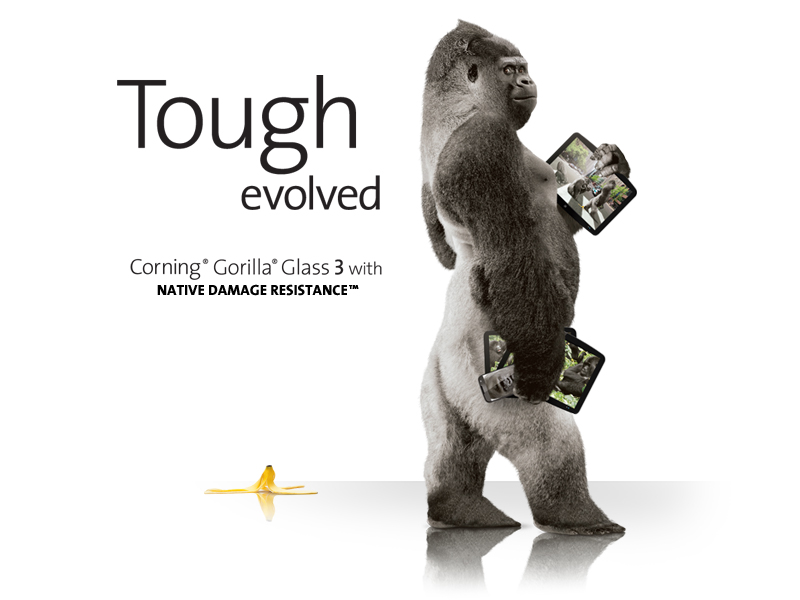 Tough
evolved
Corning® Gorilla® Glass 3 with
NATIVE DAMAGE RESISTANCE™